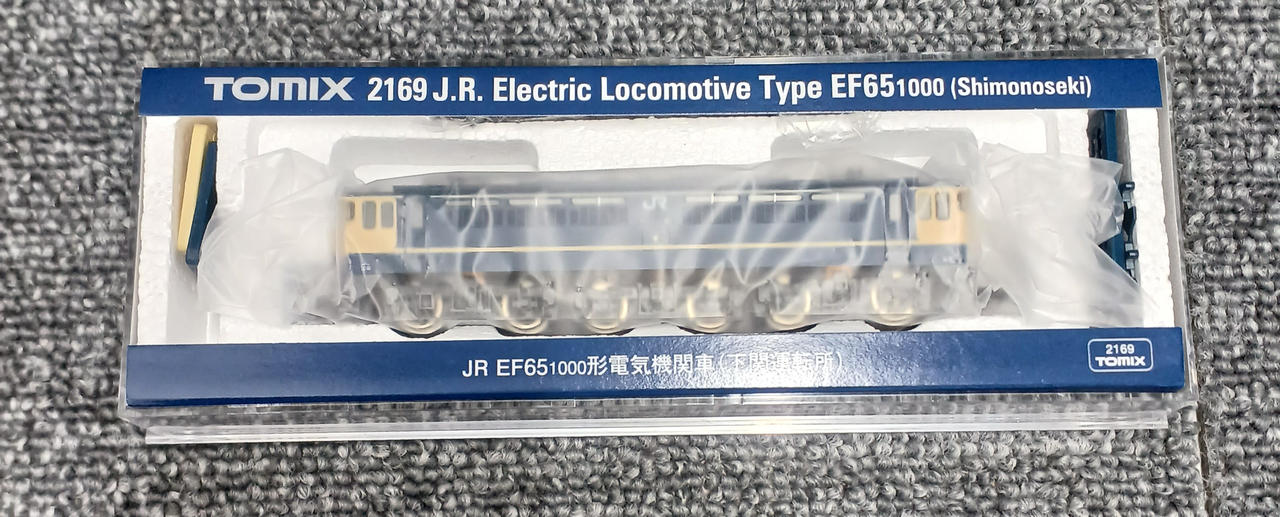 TOMIX 2169 J.R. Electric Locomotive Type EF651000 (Shimonoseki)
JR
JR EF651000形電気機関車(下関運転所)
2169
TOMIX